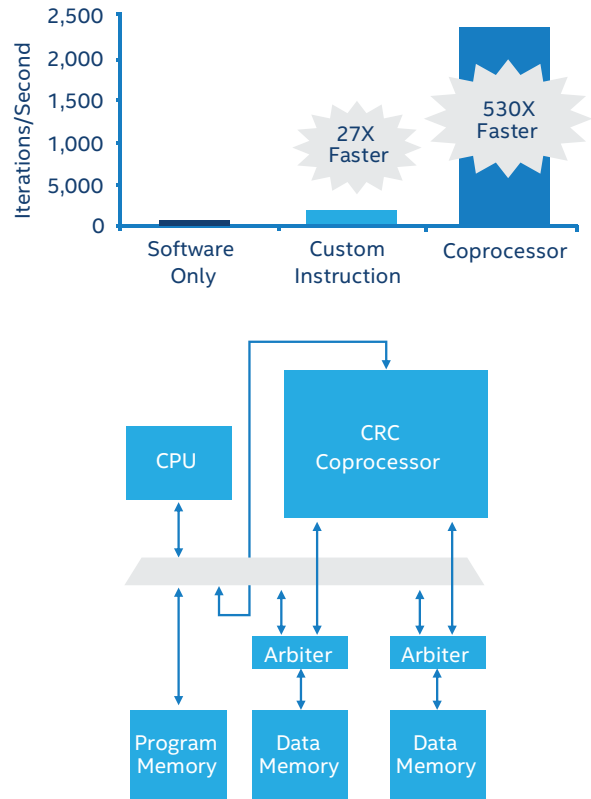 Iterations/Second
2,500
2,000
1,500
1,000
5,000
0
27X
Faster
530X
Faster
Software
Only
Custom
Instruction
Coprocessor
CPU
CRC
Coprocessor
Arbiter
Arbiter
Program
Memory
Data
Memory
Data
Memory